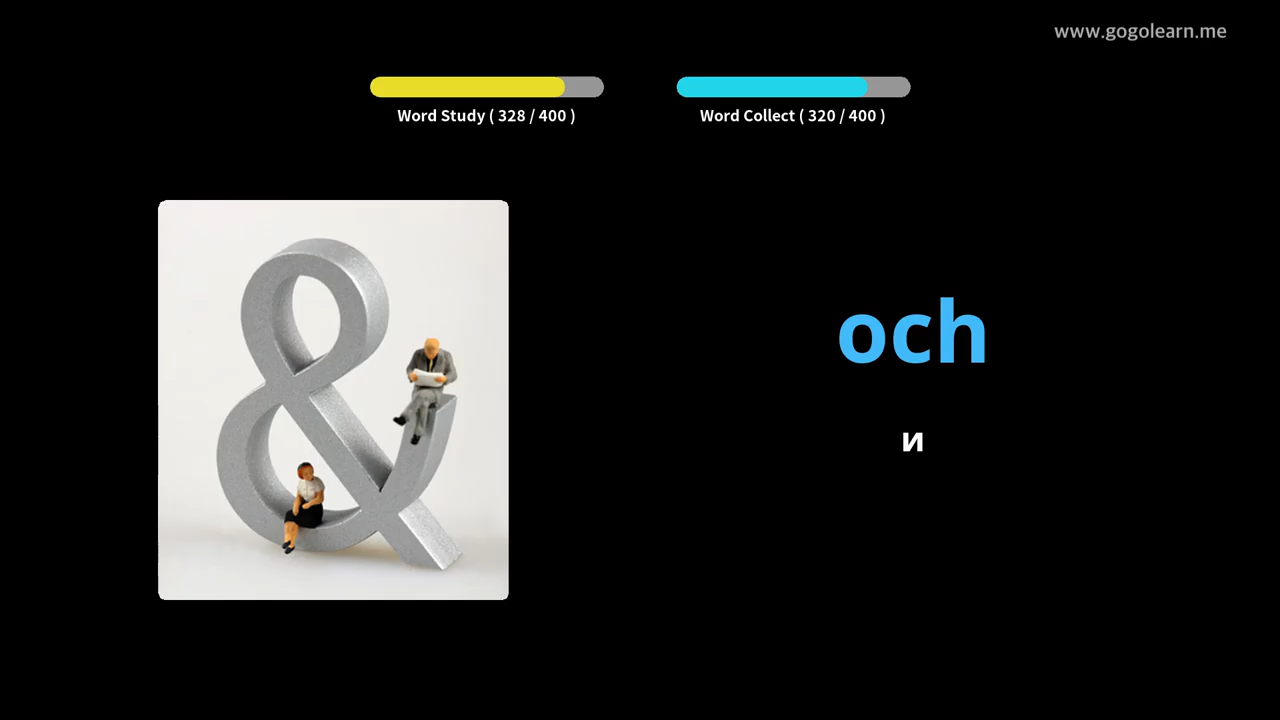 www.gogolearn.me
Word Study ( 328 / 400 )
Word Collect ( 320 / 400 )
&
och
и